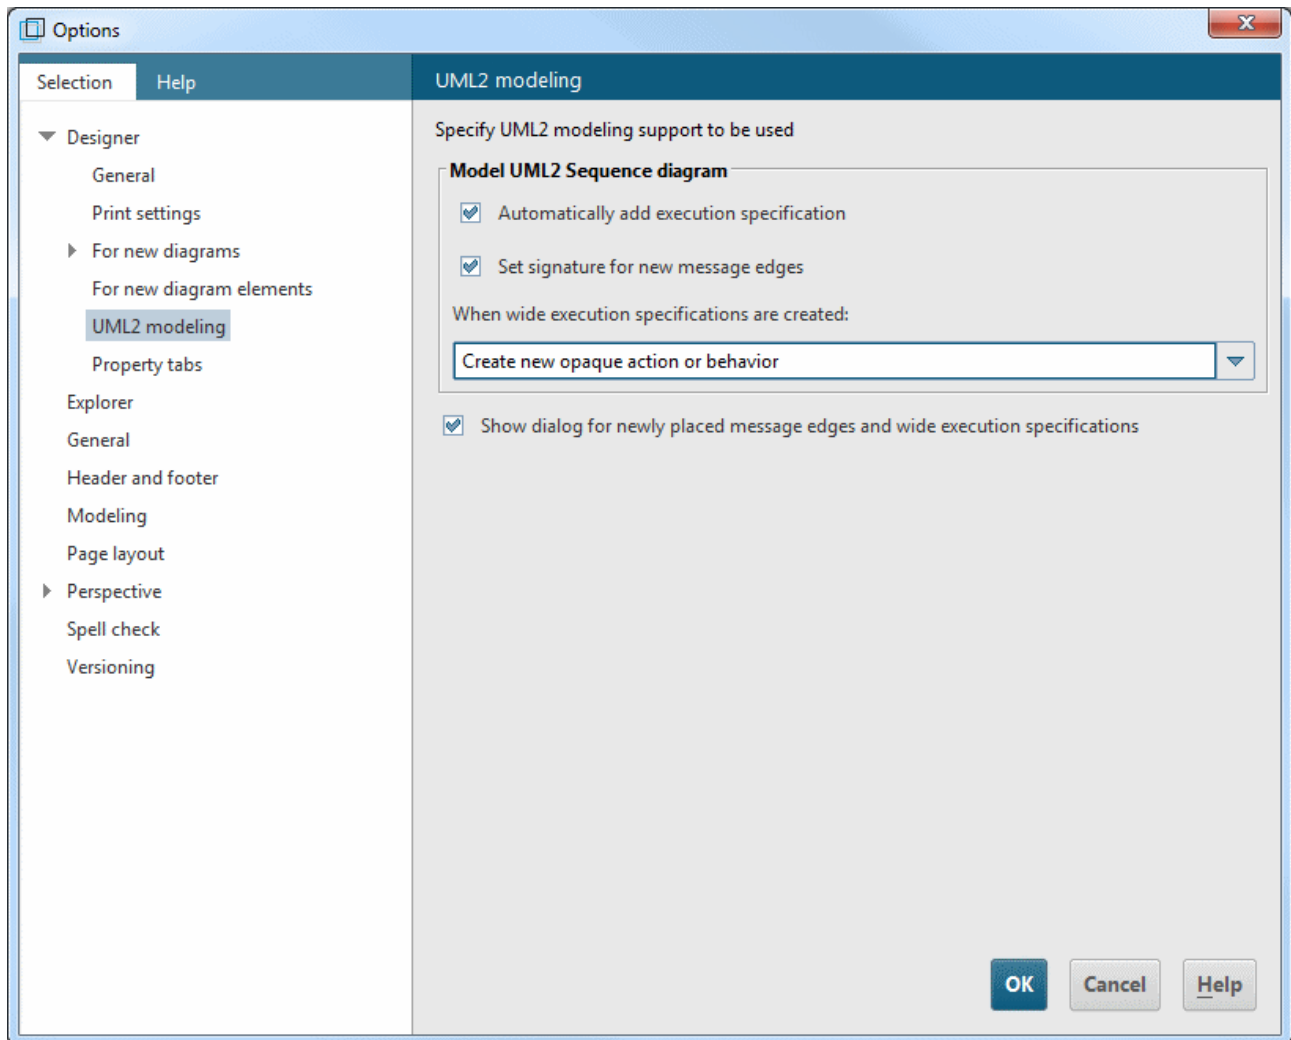 Options
Selection
Help
UML2 modeling
Designer
General
Print settings
For new diagrams
For new diagram elements
UML2 modeling
Property tabs
Explorer
General
Header and footer
Modeling
Page layout
Perspective
Spell check
Versioning
Specify UML2 modeling support to be used
Model UML2 Sequence diagram
Automatically add execution specification
Set signature for new message edges
When wide execution specifications are created:
Create new opaque action or behavior
Show dialog for newly placed message edges and wide execution specifications
OK
Cancel
Help